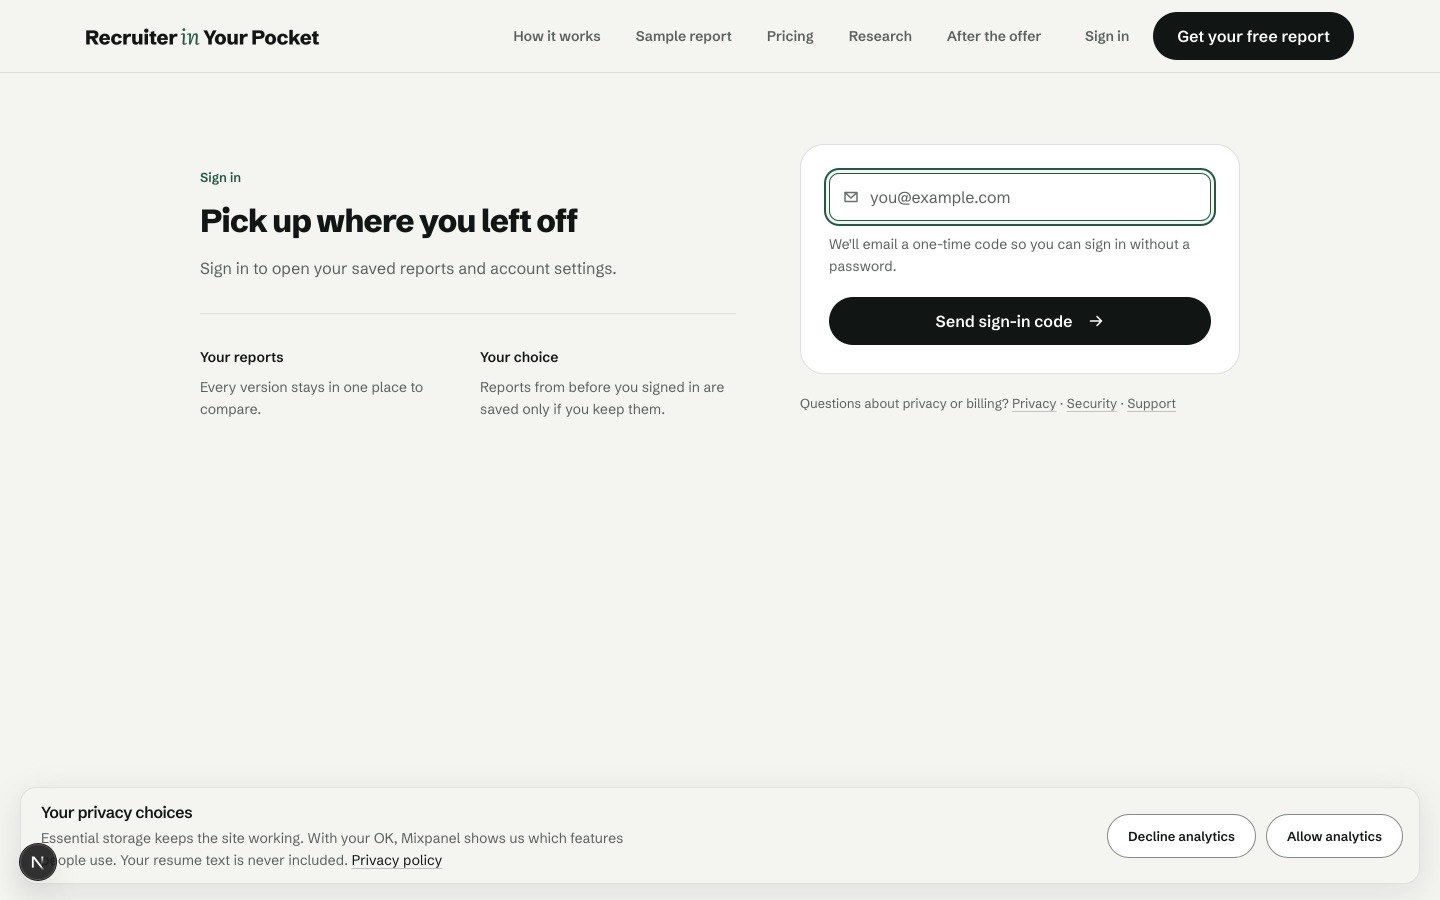 Recruiter in Your Pocket
How it works
Sample report
Pricing
Research
After the offer
Sign in
Get your free report
Sign in
Pick up where you left off
Sign in to open your saved reports and account settings.
Your reports
Every version stays in one place to
compare.
Your choice
Reports from before you signed in are
saved only if you keep them.
you@example.com
We'll email a one-time code so you can sign in without a
password.
Send sign-in code →
Questions about privacy or billing? Privacy · Security · Support
Your privacy choices
Essential storage keeps the site working. With your OK, Mixpanel shows us which features
people use. Your resume text is never included. Privacy policy
Decline analytics
Allow analytics
N